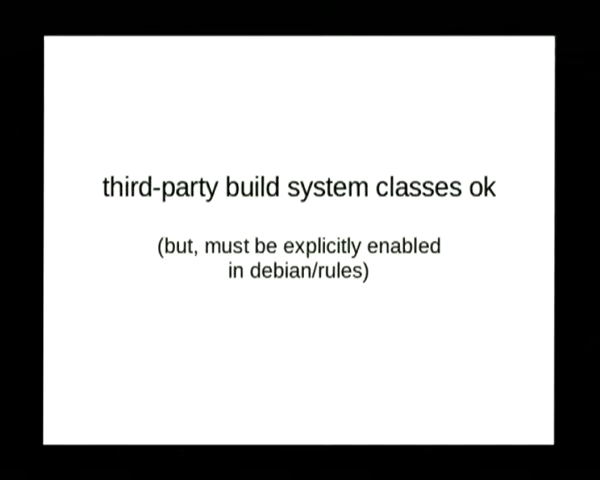 third-party build system classes ok
(but, must be explicitly enabled
in debian/rules)